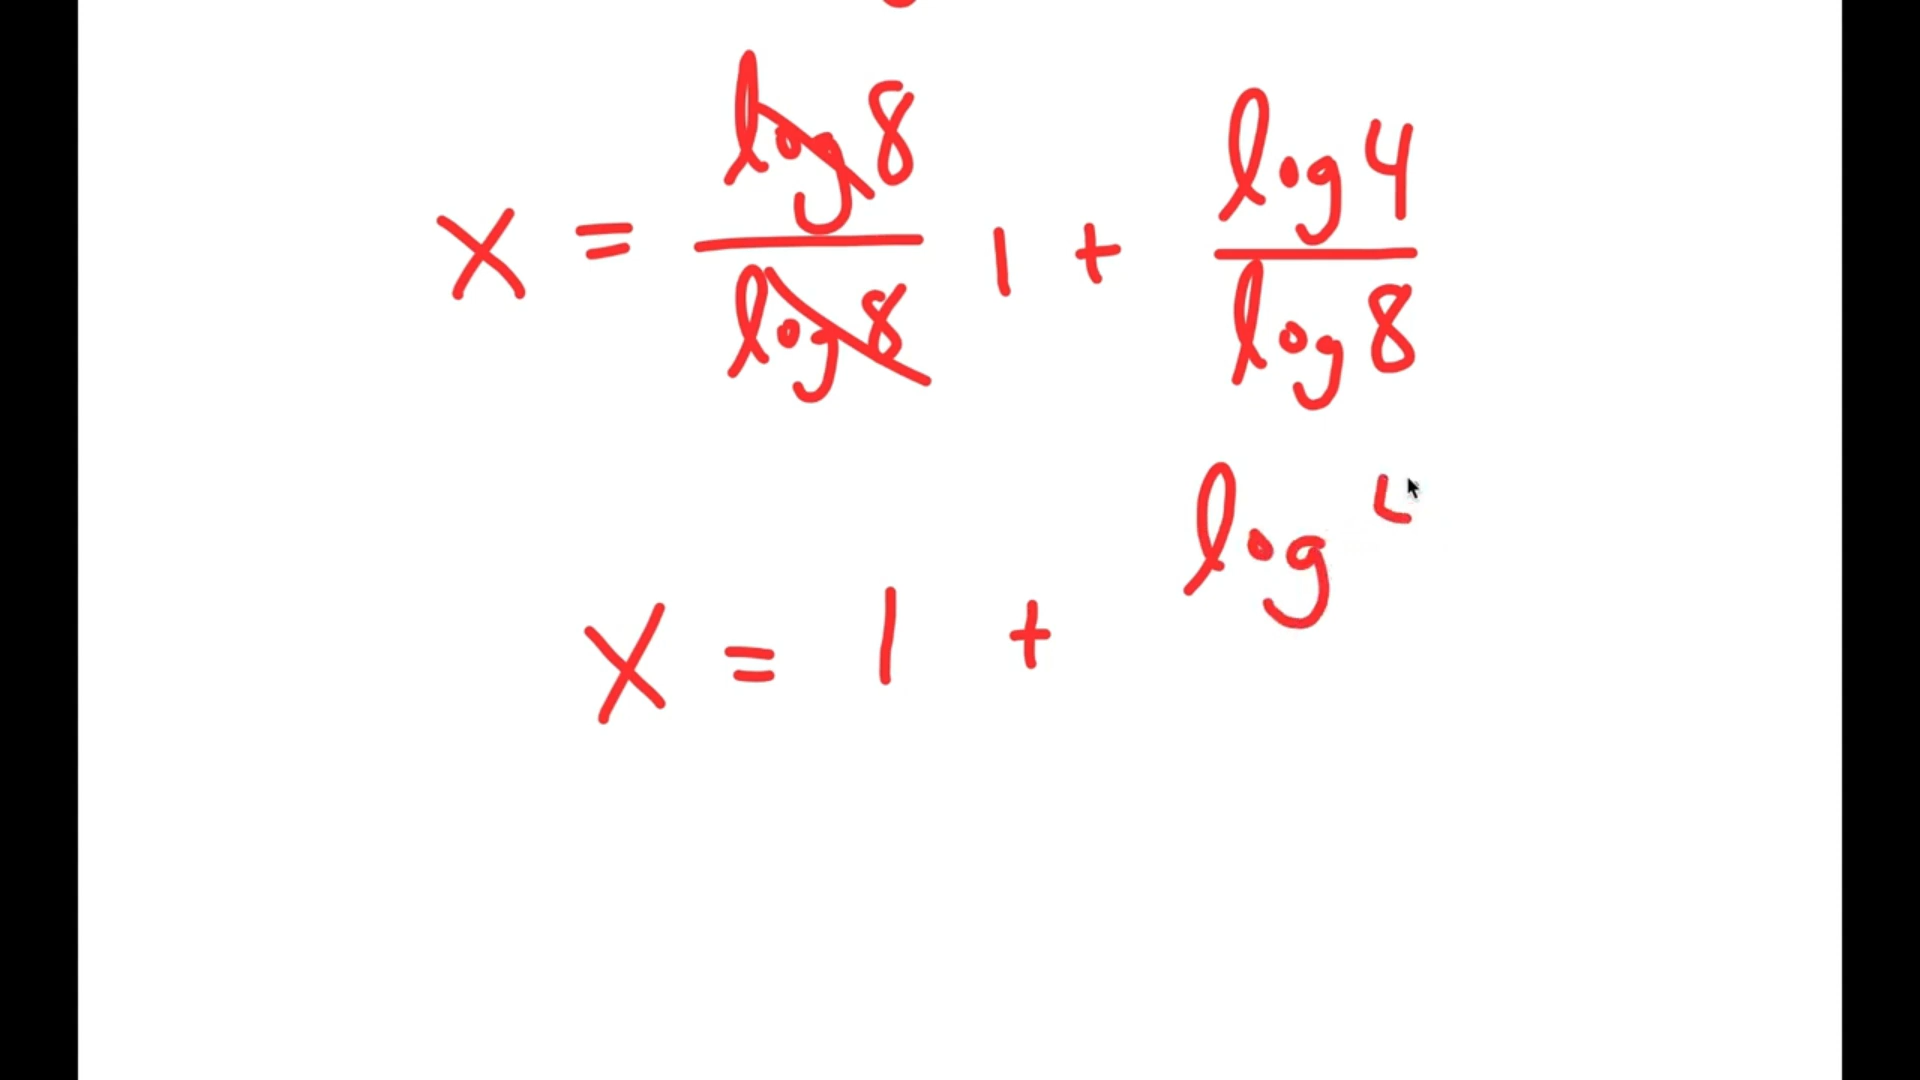 x = log 8 / log 8 1 + log 4 / log 8
x = 1 + log